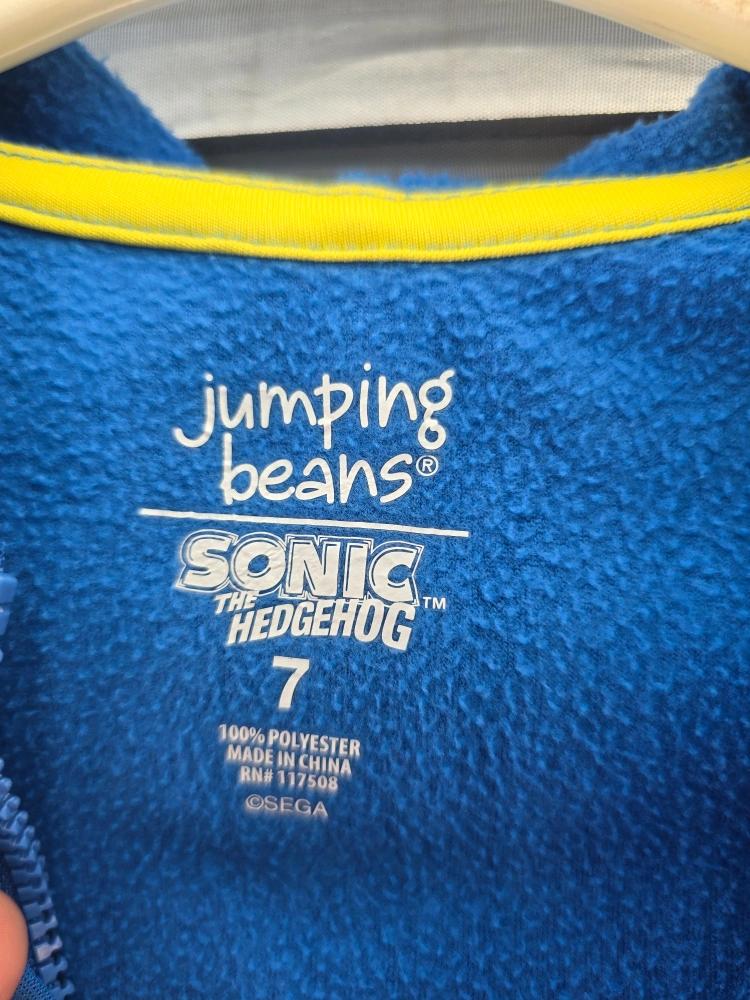 jumping
beans®
SONIC
THE
HEDGEHOG™
7
100% POLYESTER
MADE IN CHINA
RN# 117508
©SEGA